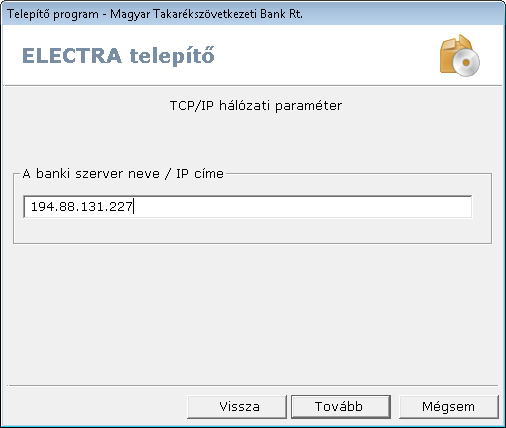 Telepítő program - Magyar Takarékszövetkezeti Bank Rt.
ELECTRA telepítő
TCP/IP hálózati paraméter
A banki szerver neve / IP címe
194.88.131.227
Vissza Tovább Mégsem